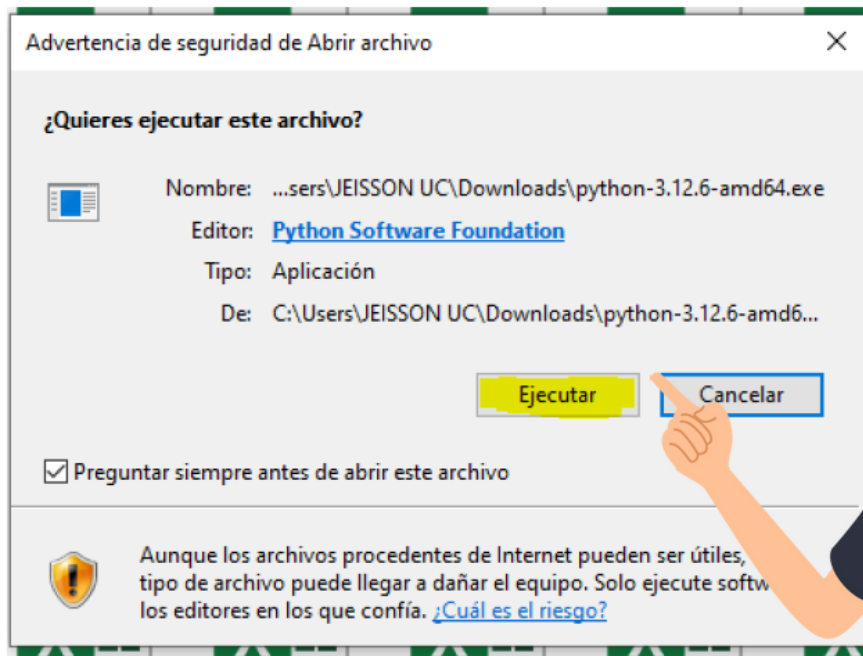 Advertencia de seguridad de Abrir archivo
¿Quieres ejecutar este archivo?
Nombre: ...sers\JEISSON UC\Downloads\python-3.12.6-amd64.exe
Editor: Python Software Foundation
Tipo: Aplicación
De: C:\Users\JEISSON UC\Downloads\python-3.12.6-amd6...
Ejecutar Cancelar
Preguntar siempre antes de abrir este archivo
Aunque los archivos procedentes de Internet pueden ser útiles,
tipo de archivo puede llegar a dañar el equipo. Solo ejecute
los editores en los que confía. ¿Cuál es el riesgo?